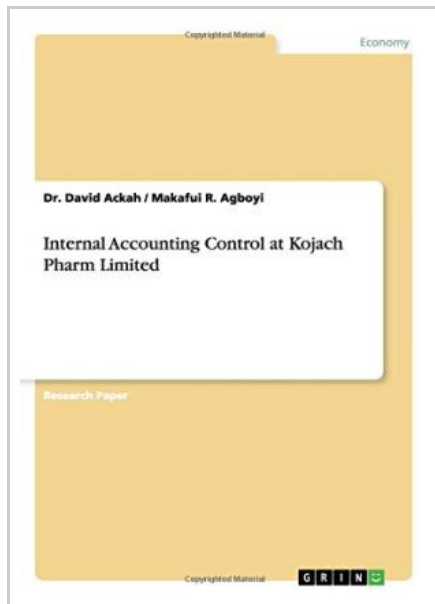 Copyrighted Material
Economy
Dr. David Ackah / Makafui R. Agboyi
Internal Accounting Control at Kojach
Pharm Limited
Research Paper
Copyrighted Material
GRIN